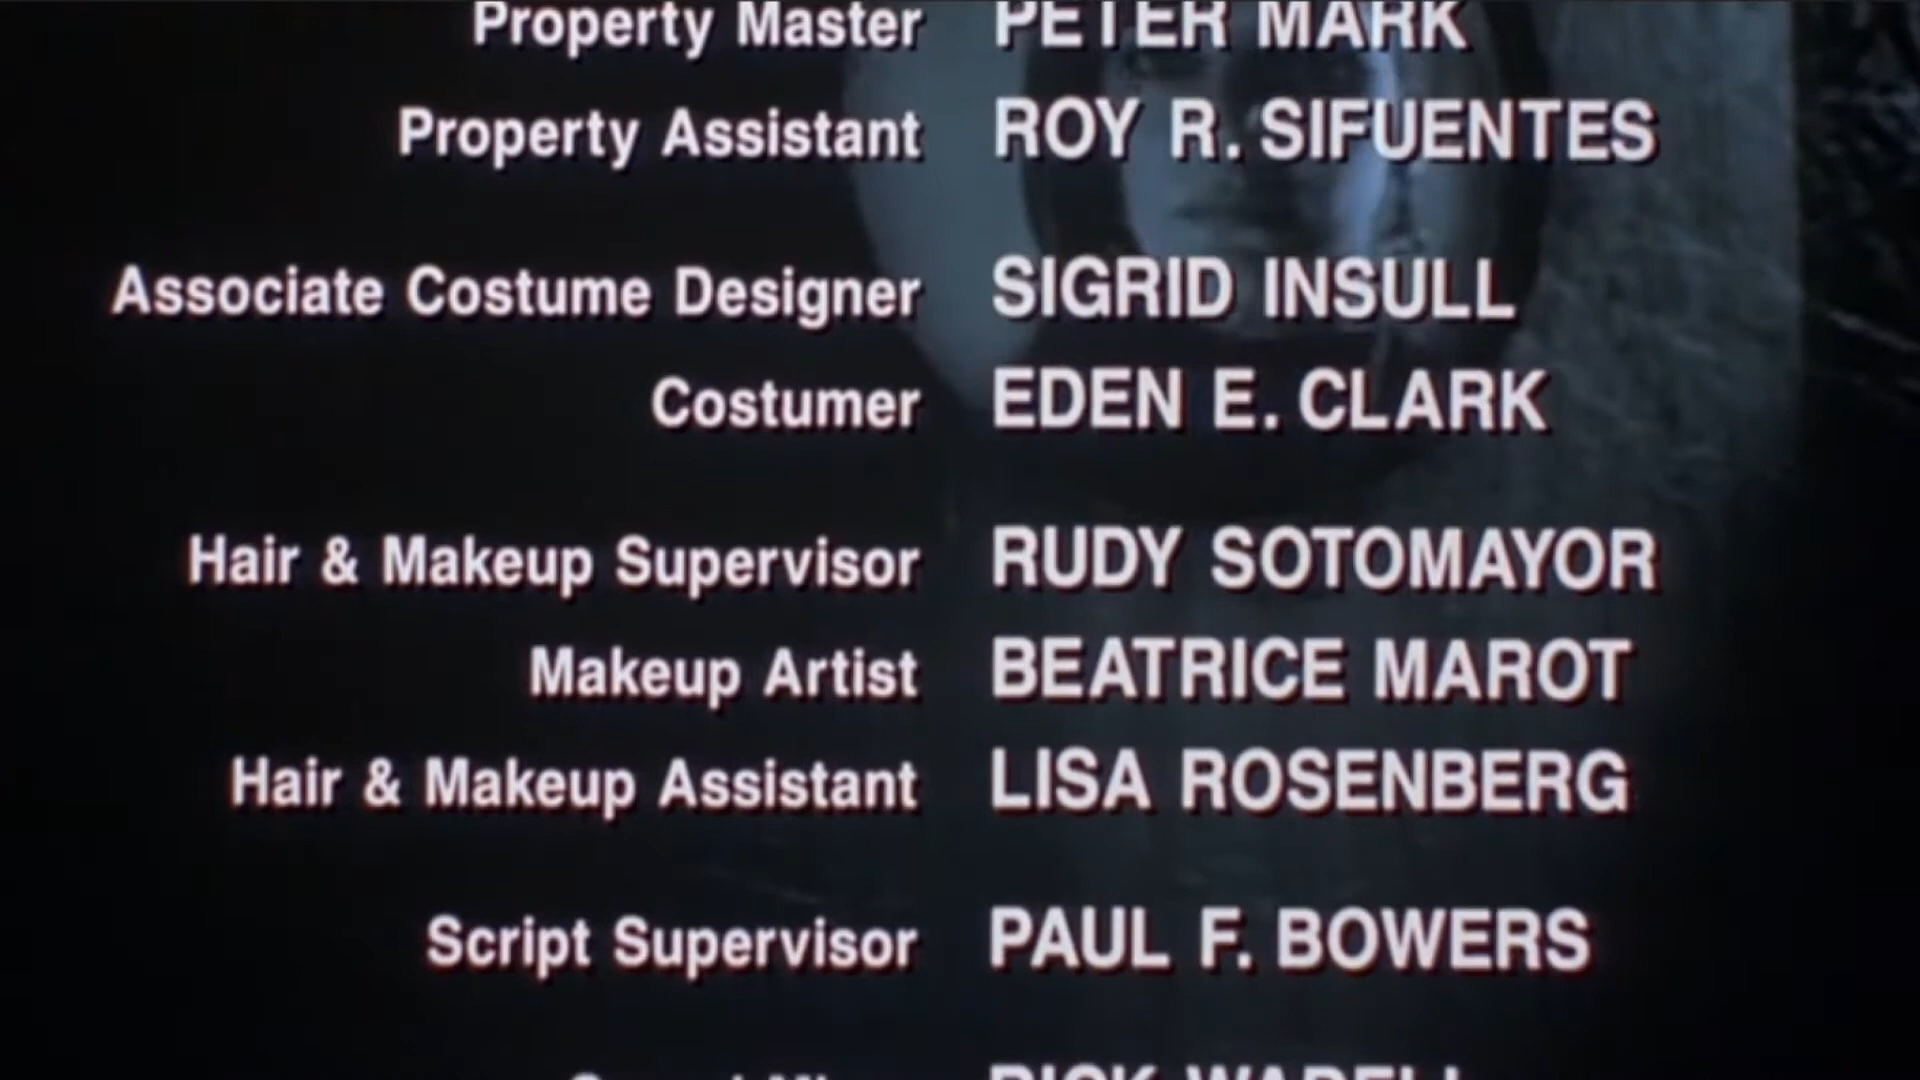 Property Master PETER MARK
Property Assistant ROY R. SIFUENTES
Associate Costume Designer SIGRID INSULL
Costumer EDEN E. CLARK
Hair & Makeup Supervisor RUDY SOTOMAYOR
Makeup Artist BEATRICE MAROT
Hair & Makeup Assistant LISA ROSENBERG
Script Supervisor PAUL F. BOWERS
RICK